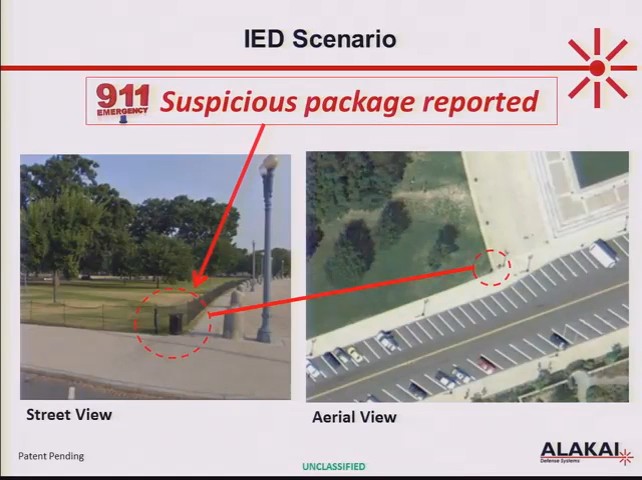 IED Scenario
911
EMERGENCY
Suspicious package reported
Street View
Aerial View
Patent Pending
UNCLASSIFIED
ALAKAI
Defense Systems